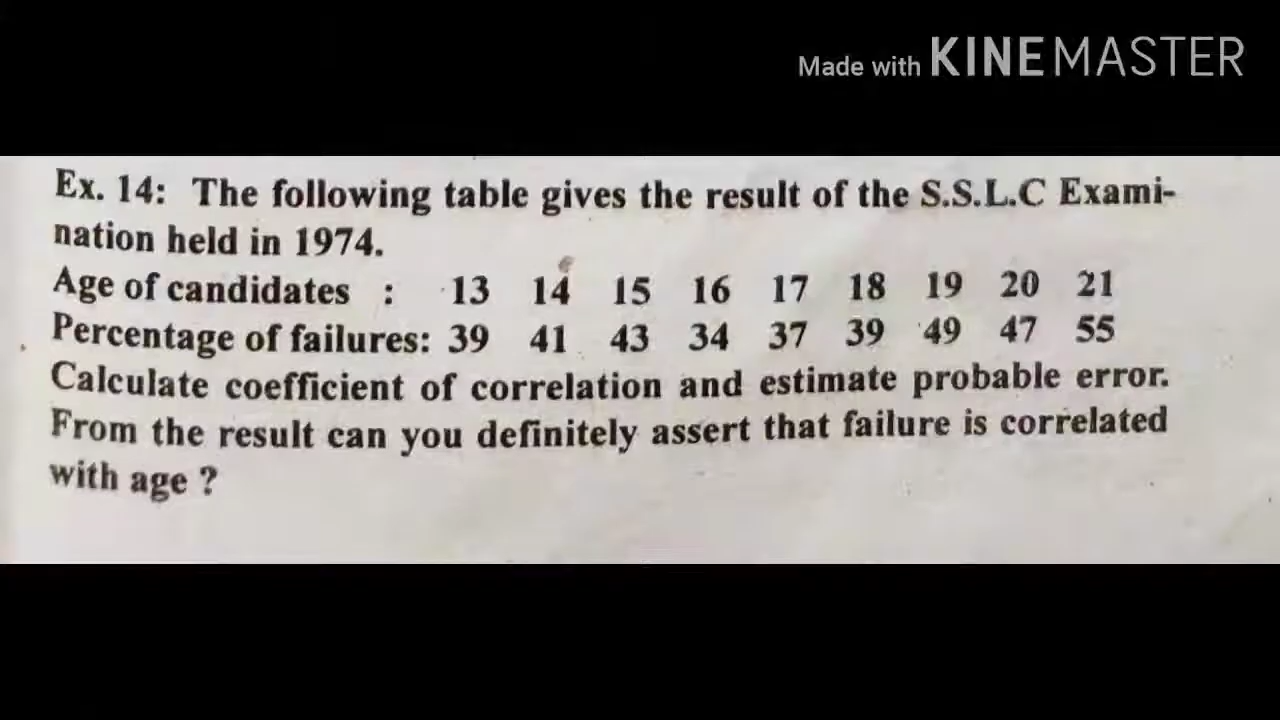 Made with KINEMASTER
Ex. 14: The following table gives the result of the S.S.L.C Exami-
nation held in 1974.
Age of candidates : 13 14 15 16 17 18 19 20 21
Percentage of failures: 39 41 43 34 37 39 49 47 55
Calculate coefficient of correlation and estimate probable error.
From the result can you definitely assert that failure is correlated
with age ?